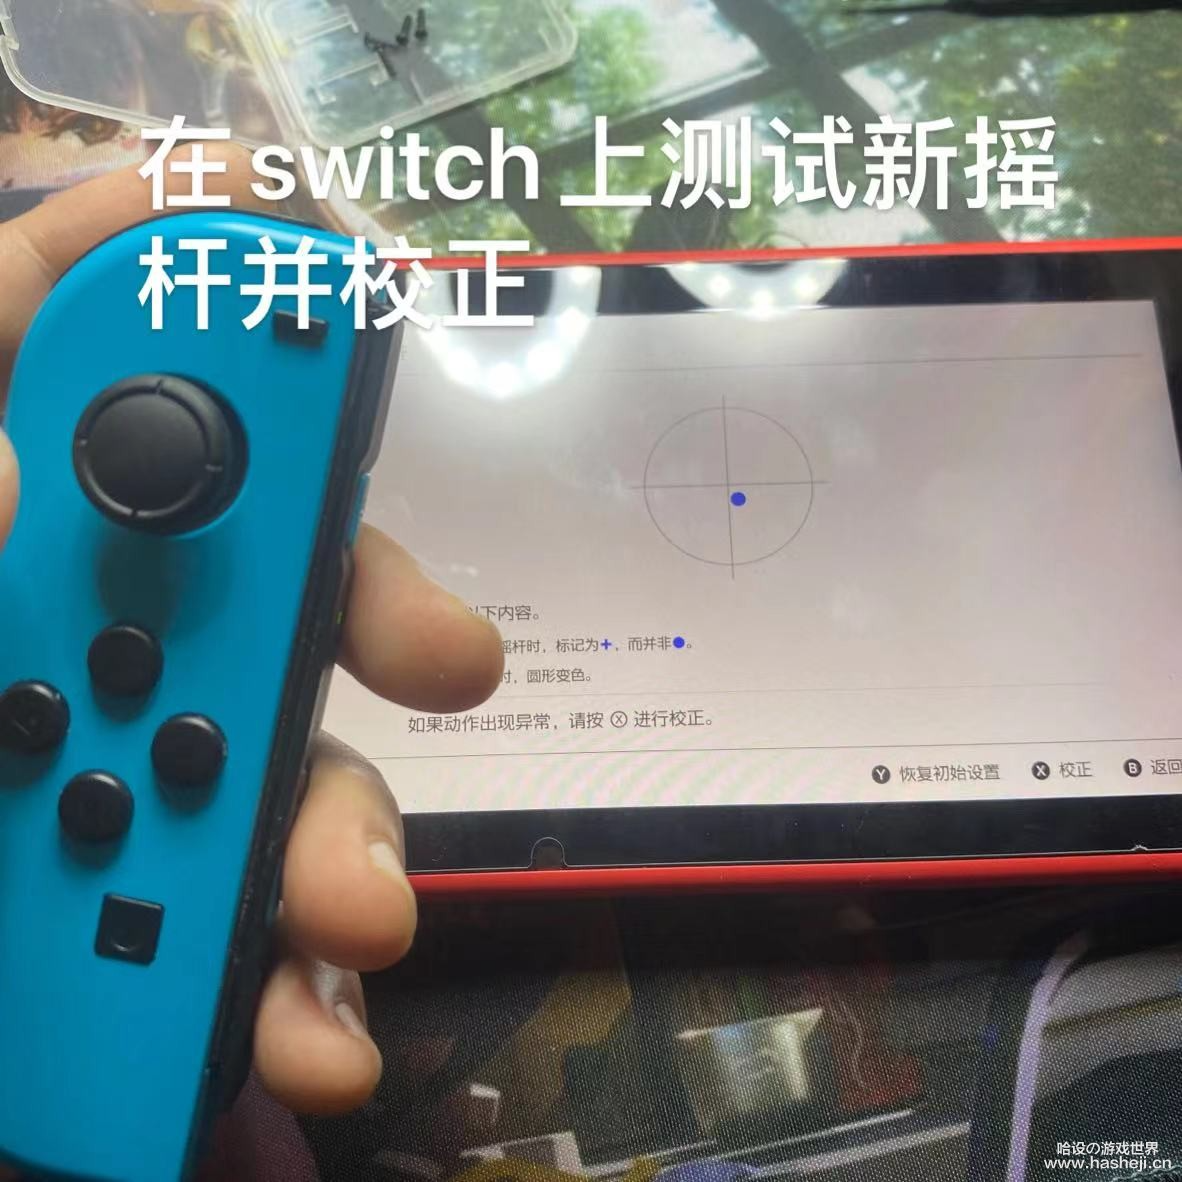 在switch上测试新摇
杆并校正
以下内容。
摇杆时，标记为+，而并非●。
时，圆形变色。
如果动作出现异常，请按 Ⓧ 进行校正。
Y 恢复初始设置 X 校正 B 返回
哈设の游戏世界
www.hasheji.cn